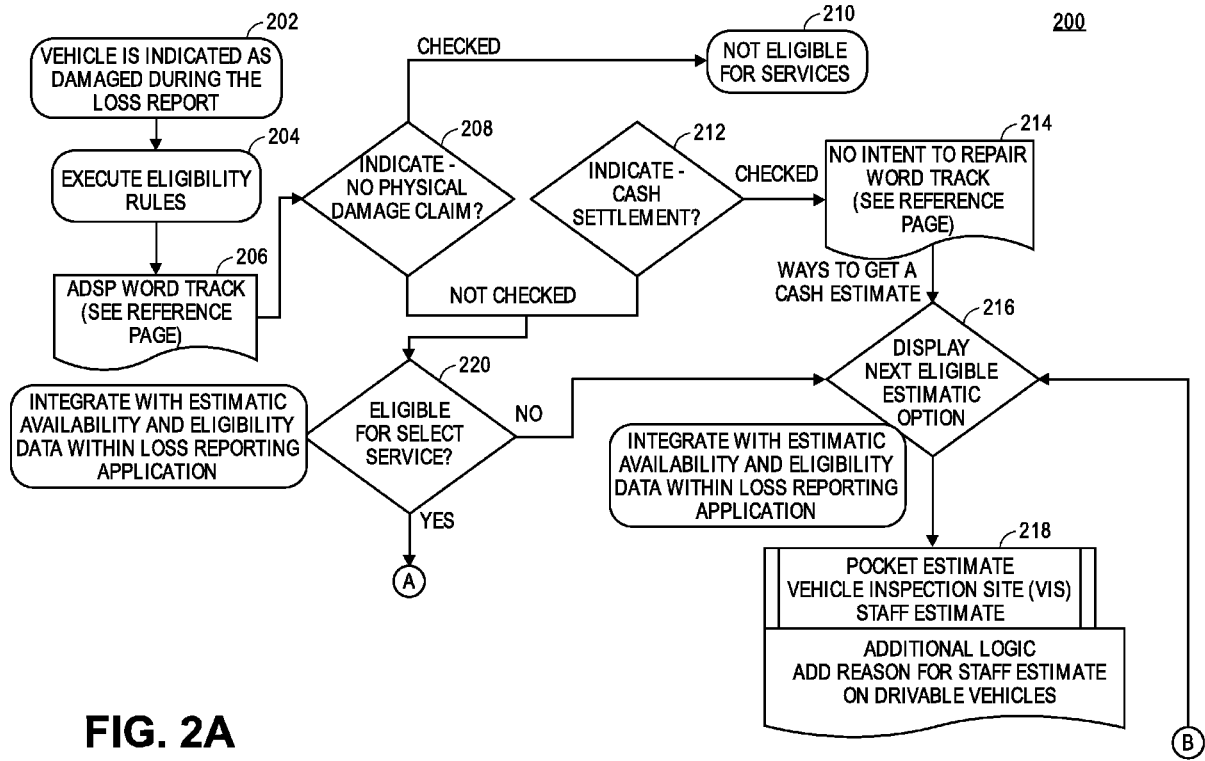 200
202
VEHICLE IS INDICATED AS
DAMAGED DURING THE
LOSS REPORT
204
EXECUTE ELIGIBILITY
RULES
206
ADSP WORD TRACK
(SEE REFERENCE
PAGE)
CHECKED
208
INDICATE -
NO PHYSICAL
DAMAGE CLAIM?
210
NOT ELIGIBLE
FOR SERVICES
212
INDICATE -
CASH
SETTLEMENT?
CHECKED
214
NO INTENT TO REPAIR
WORD TRACK
(SEE REFERENCE
PAGE)
NOT CHECKED
WAYS TO GET A
CASH ESTIMATE
216
DISPLAY
NEXT ELIGIBLE
ESTIMATIC
OPTION
INTEGRATE WITH ESTIMATIC
AVAILABILITY AND ELIGIBILITY
DATA WITHIN LOSS REPORTING
APPLICATION
220
ELIGIBLE
FOR SELECT
SERVICE?
NO
YES
A
INTEGRATE WITH ESTIMATIC
AVAILABILITY AND ELIGIBILITY
DATA WITHIN LOSS REPORTING
APPLICATION
218
POCKET ESTIMATE
VEHICLE INSPECTION SITE (VIS)
STAFF ESTIMATE
ADDITIONAL LOGIC
ADD REASON FOR STAFF ESTIMATE
ON DRIVABLE VEHICLES
B
FIG. 2A